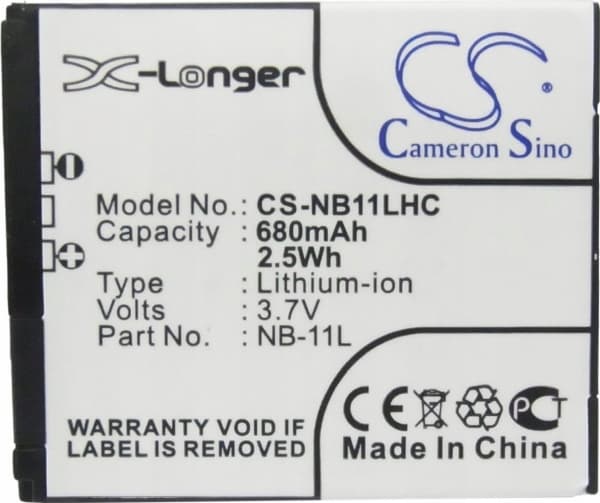 X-Longer
CS®
Cameron Sino
Model No.: CS-NB11LHC
Capacity : 680mAh
2.5Wh
Type : Lithium-ion
Volts : 3.7V
Part No. : NB-11L
WARRANTY VOID IF
LABEL IS REMOVED
CE PCT
Made In China